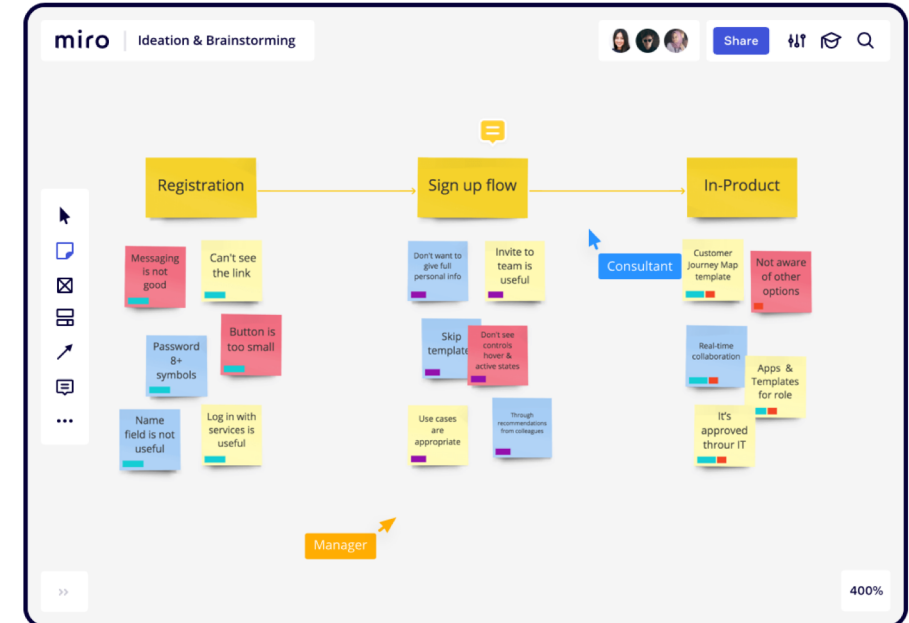 miro
Ideation & Brainstorming
Share
Registration
Sign up flow
In-Product
Messaging
is not
good
Can't see
the link
Password
8+
symbols
Button is
too small
Name
field is not
useful
Log in with
services is
useful
Don't want to
give full
personal info
Invite to
team is
useful
Skip
template
Don't see
controls
hover &
active states
Use cases
are
appropriate
Through
recommendations
from colleagues
Consultant
Customer
Journey Map
template
Not aware
of other
options
Real-time
collaboration
Apps &
Templates
for role
It's
approved
throur IT
Manager
400%